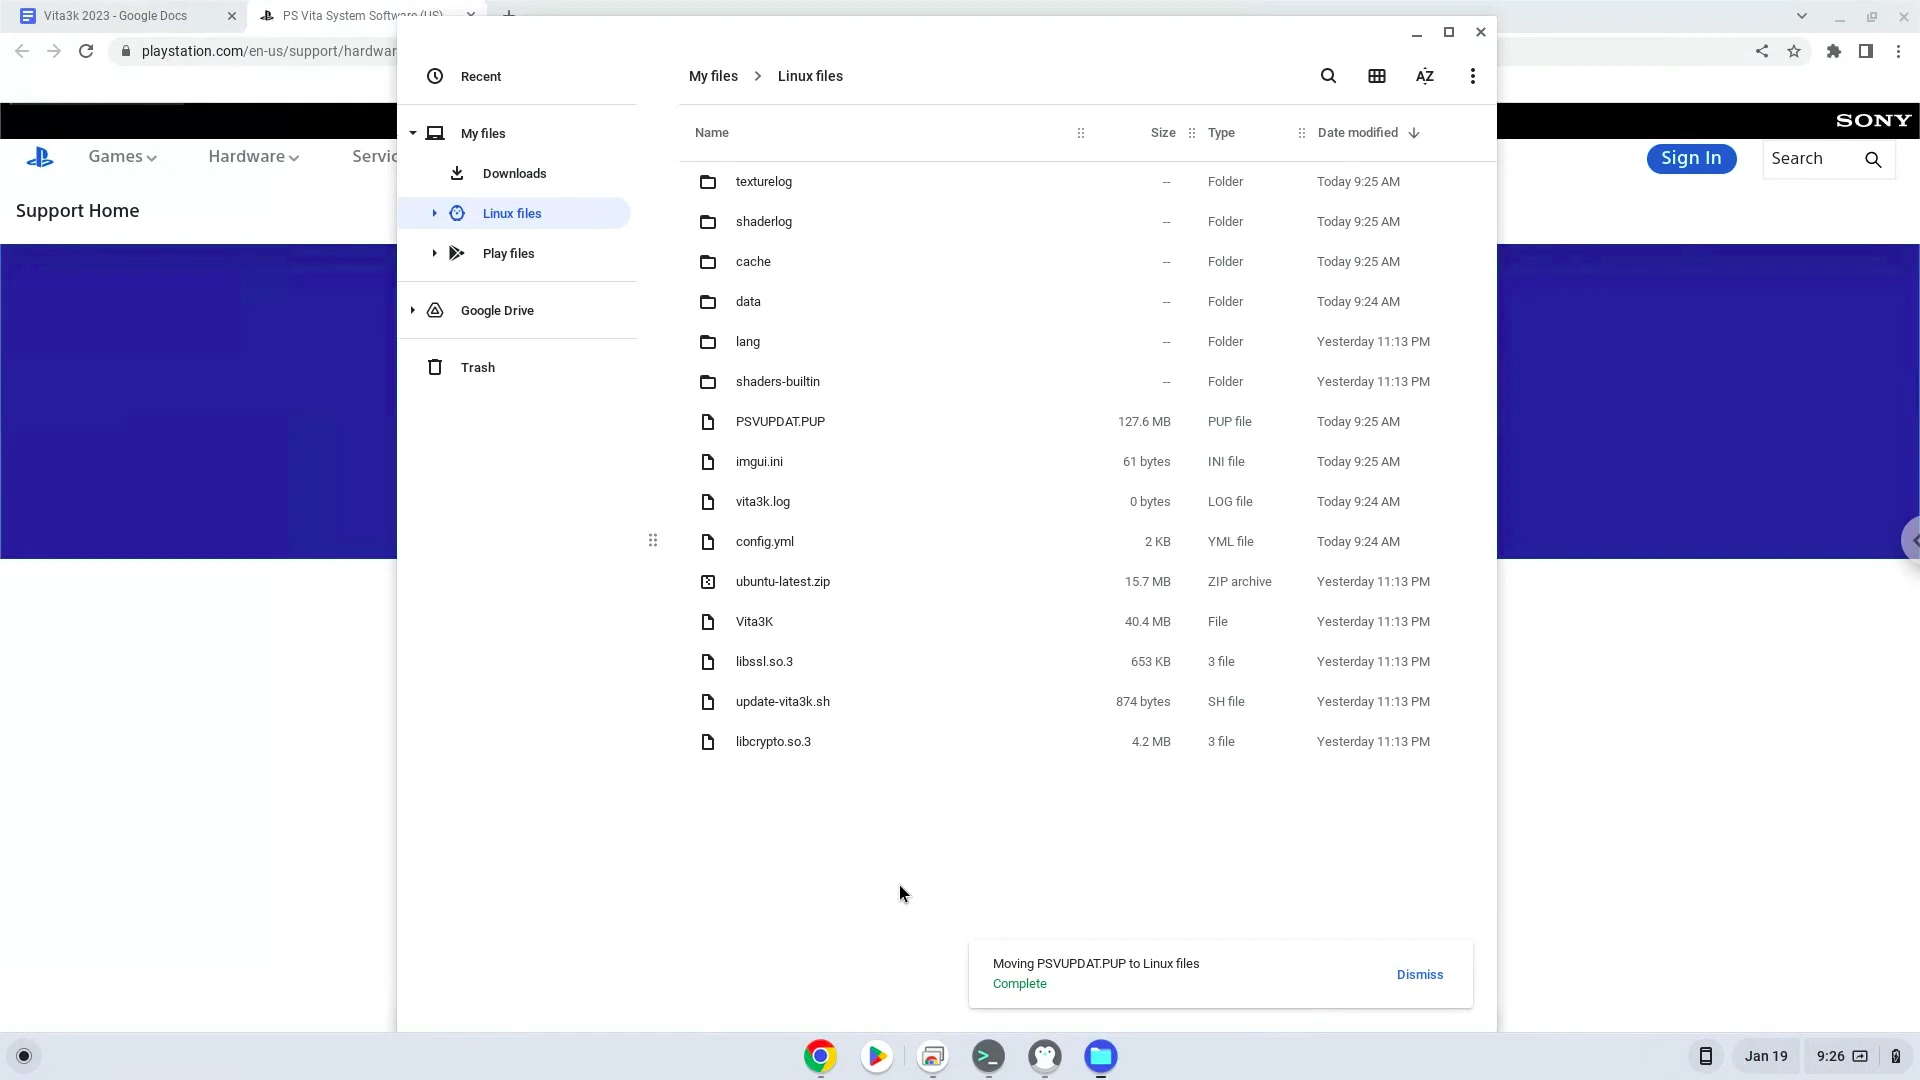 Vita3k 2023 - Google Docs
PS Vita System Software (US)
playstation.com/en-us/support/hardwar
SONY
Games
Hardware
Servic
Sign In
Search
Support Home
Recent
My files
Downloads
Linux files
Play files
Google Drive
Trash
My files > Linux files
AZ
Name Size Type Date modified
texturelog -- Folder Today 9:25 AM
shaderlog -- Folder Today 9:25 AM
cache -- Folder Today 9:25 AM
data -- Folder Today 9:24 AM
lang -- Folder Yesterday 11:13 PM
shaders-builtin -- Folder Yesterday 11:13 PM
PSVUPDAT.PUP 127.6 MB PUP file Today 9:25 AM
imgui.ini 61 bytes INI file Today 9:25 AM
vita3k.log 0 bytes LOG file Today 9:24 AM
config.yml 2 KB YML file Today 9:24 AM
ubuntu-latest.zip 15.7 MB ZIP archive Yesterday 11:13 PM
Vita3K 40.4 MB File Yesterday 11:13 PM
libssl.so.3 653 KB 3 file Yesterday 11:13 PM
update-vita3k.sh 874 bytes SH file Yesterday 11:13 PM
libcrypto.so.3 4.2 MB 3 file Yesterday 11:13 PM
Moving PSVUPDAT.PUP to Linux files
Complete
Dismiss
Jan 19
9:26